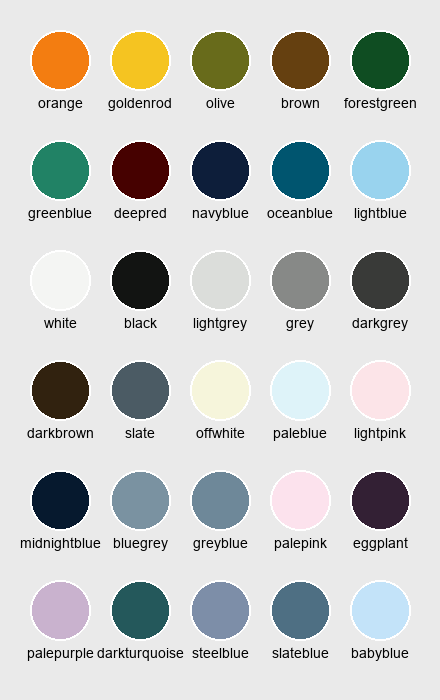 orange goldenrod olive brown forestgreen
greenblue deepred navyblue oceanblue lightblue
white black lightgrey grey darkgrey
darkbrown slate offwhite paleblue lightpink
midnightblue bluegrey greyblue palepink eggplant
palepurple darkturquoise steelblue slateblue babyblue